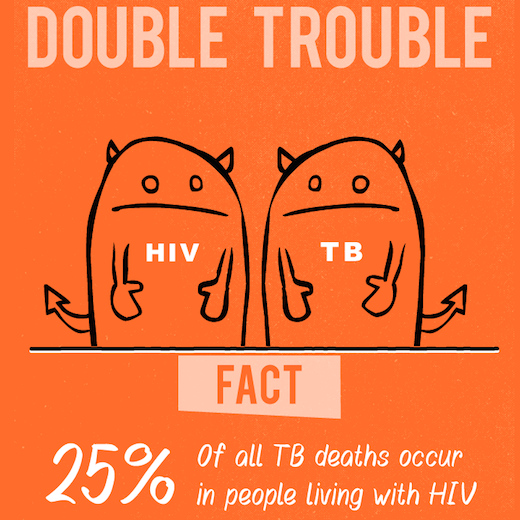 DOUBLE TROUBLE
HIV
TB
FACT
25%
Of all TB deaths occur
in people living with HIV